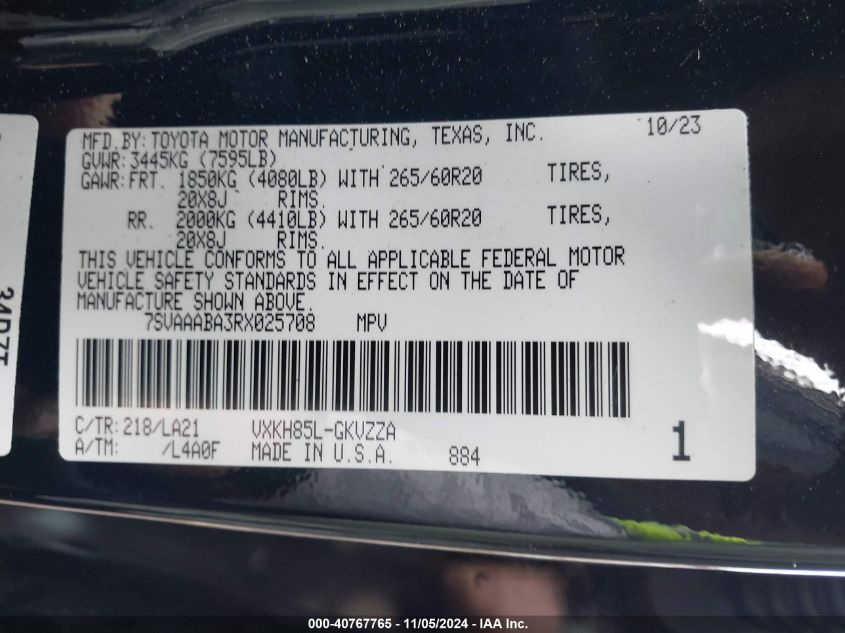 MFD.BY: TOYOTA MOTOR MANUFACTURING, TEXAS, INC. 10/23
GVWR: 3445KG (7595LB)
GAWR: FRT. 1850KG (4080LB) WITH 265/60R20 TIRES,
20X8J RIMS.
RR. 2000KG (4410LB) WITH 265/60R20 TIRES,
20X8J RIMS.
THIS VEHICLE CONFORMS TO ALL APPLICABLE FEDERAL MOTOR
VEHICLE SAFETY STANDARDS IN EFFECT ON THE DATE OF
MANUFACTURE SHOWN ABOVE.
7SVAAABA3RX025708 MPV
C/TR: 218/LA21 VXKH85L-GKVZZA
A/TM: /L4A0F MADE IN U.S.A. 884 1
000-40767765 - 11/05/2024 - IAA Inc.